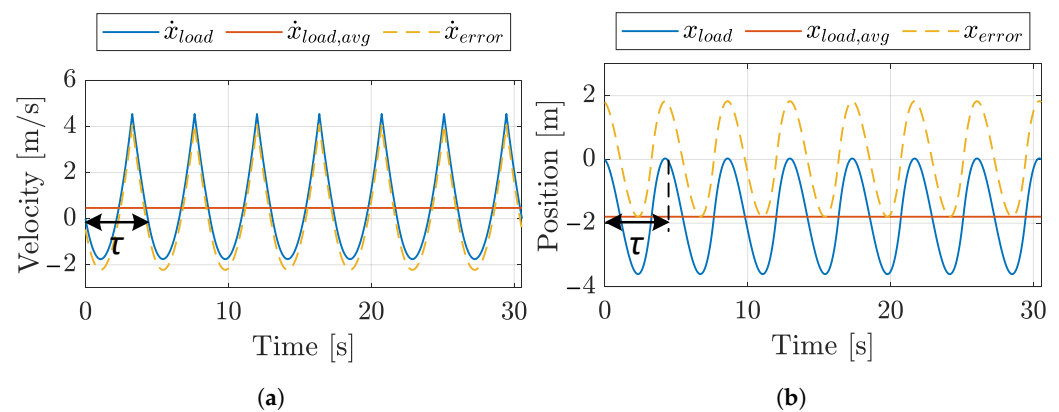 ẋ_load ẋ_load,avg ẋ_error
Velocity [m/s]
6
4
2
0
−2
τ
0 10 20 30
Time [s]
(a)
x_load x_load,avg x_error
Position [m]
2
0
−2
−4
τ
0 10 20 30
Time [s]
(b)